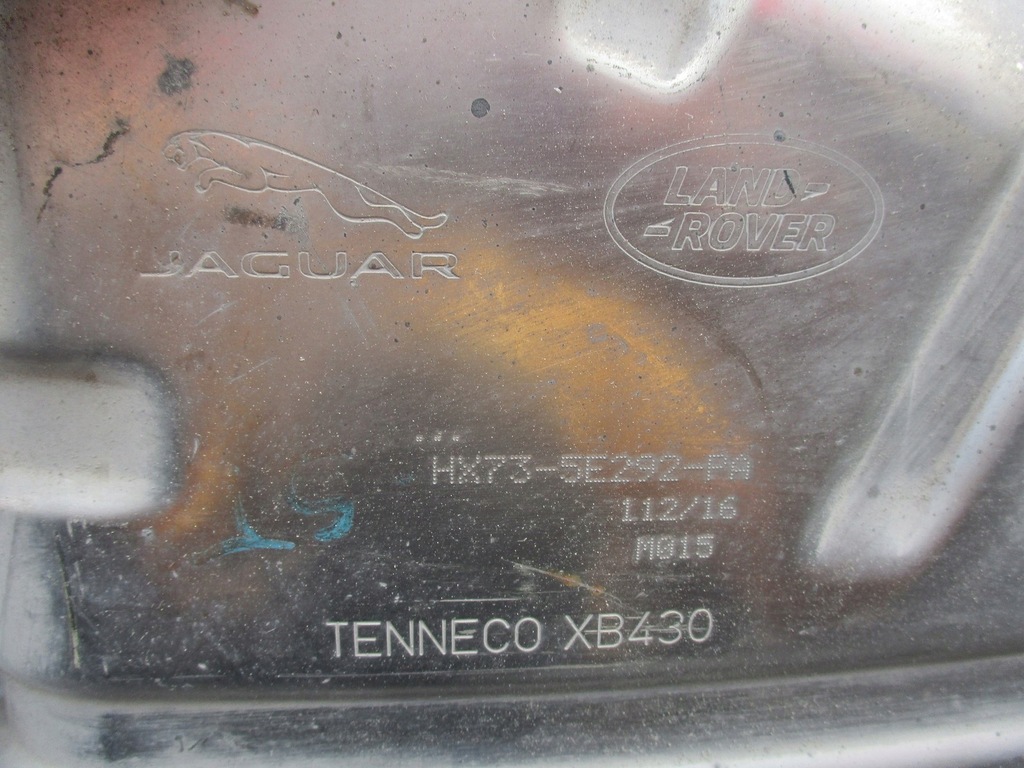 JAGUAR
LAND
ROVER
HX73-5E292-PA
112/16
M015
TENNECO XB430